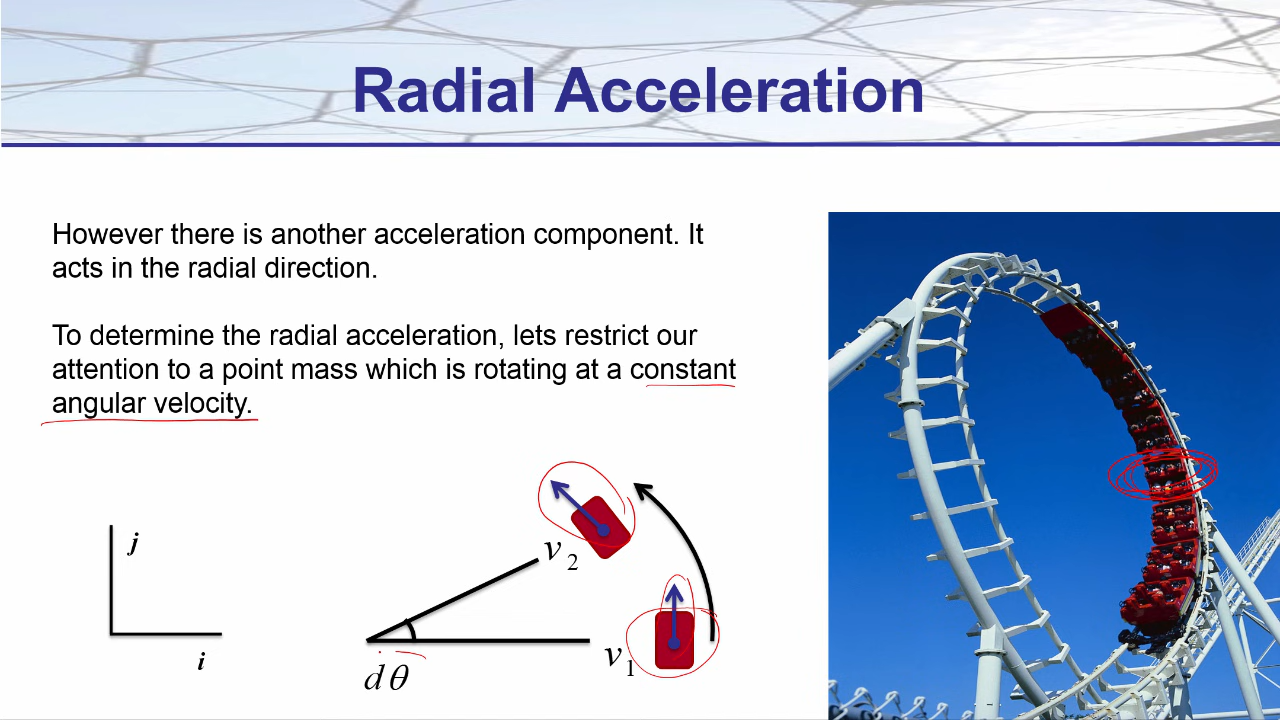 Radial Acceleration
However there is another acceleration component. It
acts in the radial direction.
To determine the radial acceleration, lets restrict our
attention to a point mass which is rotating at a constant
angular velocity.
j
i
v2
v1
dθ